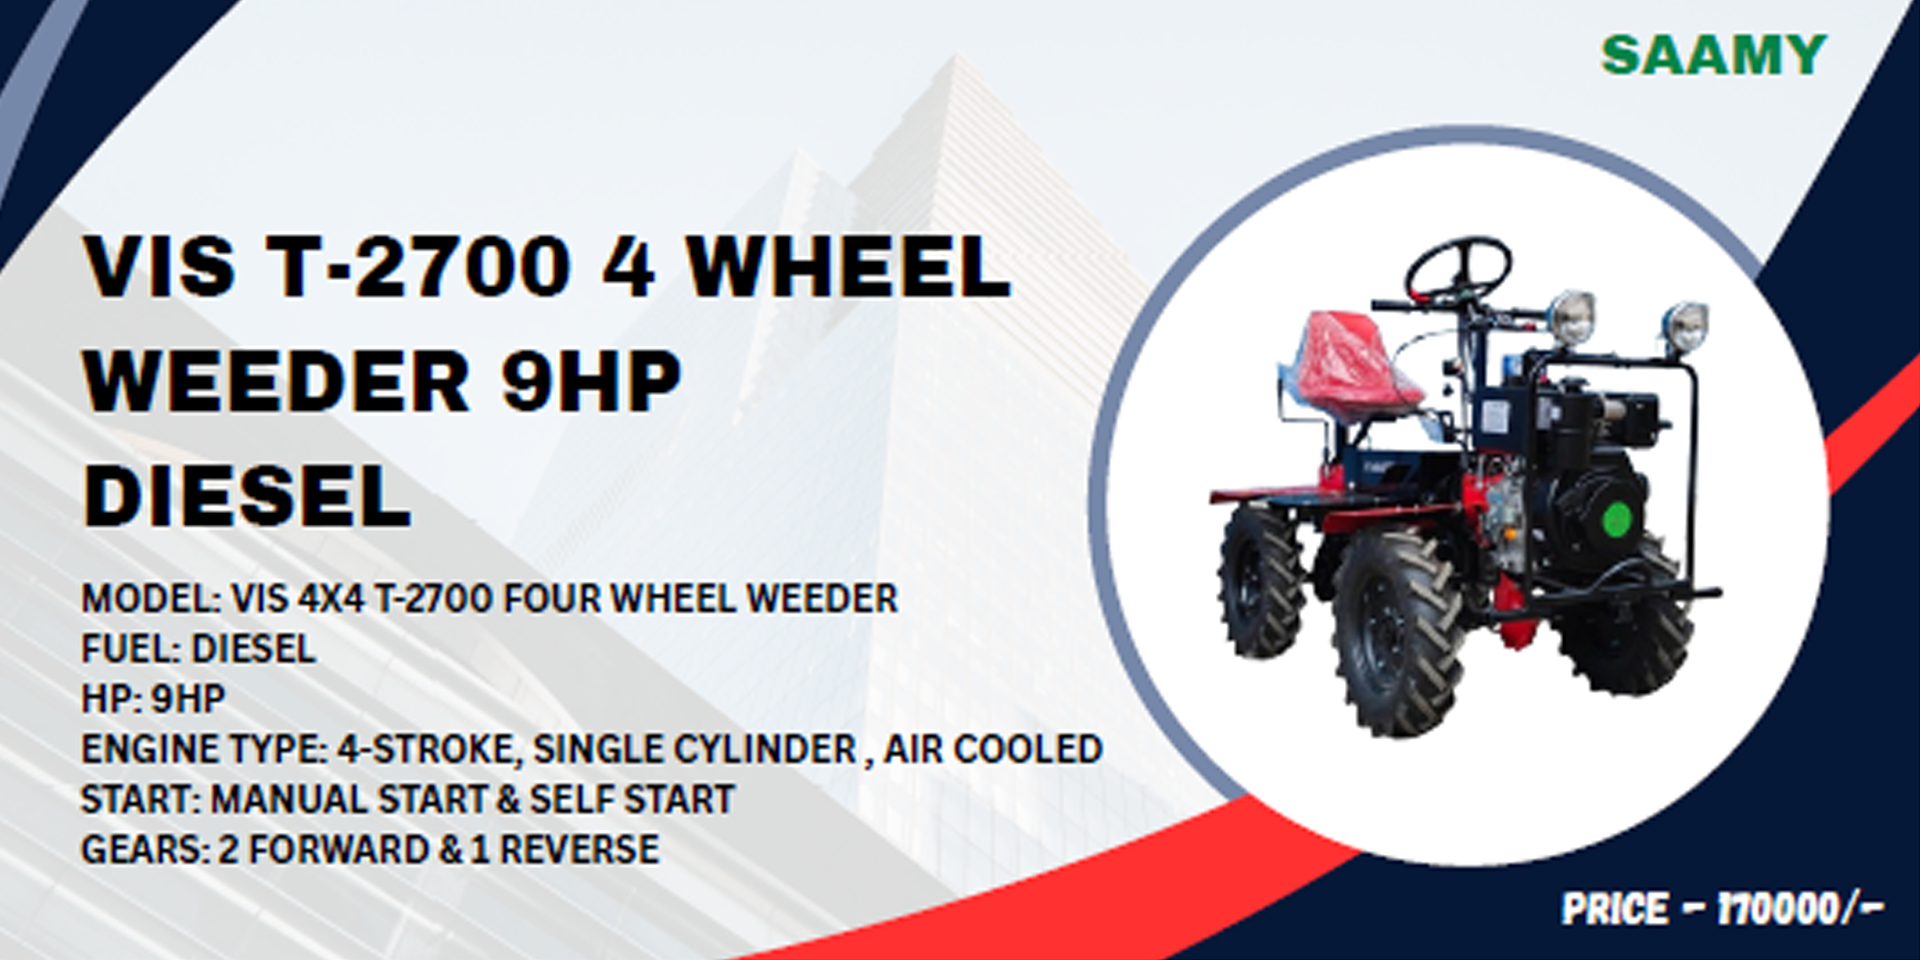 SAAMY
VIS T-2700 4 WHEEL
WEEDER 9HP
DIESEL
MODEL: VIS 4X4 T-2700 FOUR WHEEL WEEDER
FUEL: DIESEL
HP: 9HP
ENGINE TYPE: 4-STROKE, SINGLE CYLINDER , AIR COOLED
START: MANUAL START & SELF START
GEARS: 2 FORWARD & 1 REVERSE
PRICE - 170000/-